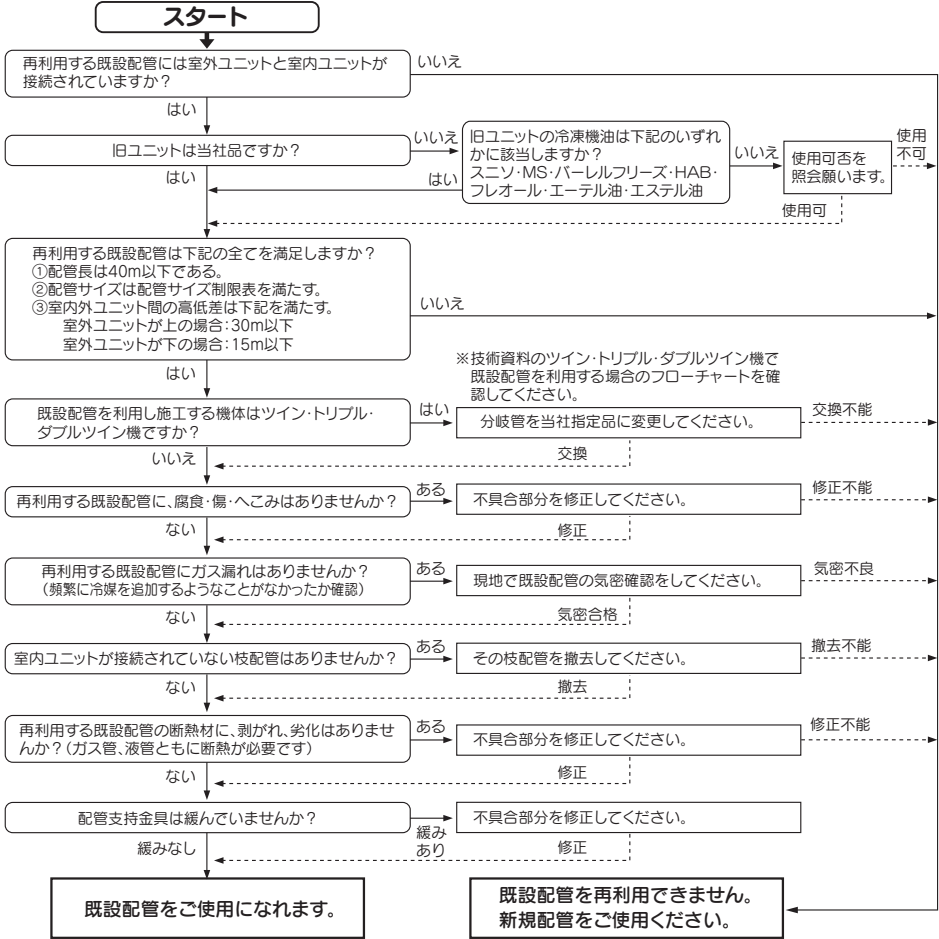 スタート
再利用する既設配管には室外ユニットと室内ユニットが
接続されていますか？
いいえ
はい
旧ユニットは当社品ですか？
いいえ
はい
旧ユニットの冷凍機油は下記のいずれ
かに該当しますか？
スニソ・MS・バーレルフリーズ・HAB・
フレオール・エーテル油・エステル油
いいえ
はい
使用可否を
照会願います。
使用
不可
使用可
再利用する既設配管は下記の全てを満足しますか？
①配管長は40m以下である。
②配管サイズは配管サイズ制限表を満たす。
③室内外ユニット間の高低差は下記を満たす。
室外ユニットが上の場合：30m以下
室外ユニットが下の場合：15m以下
いいえ
はい
※技術資料のツイン・トリプル・ダブルツイン機で
既設配管を利用する場合のフローチャートを確
認してください。
既設配管を利用し施工する機体はツイン・トリプル・
ダブルツイン機ですか？
はい
分岐管を当社指定品に変更してください。
交換不能
いいえ
交換
再利用する既設配管に、腐食・傷・へこみはありませんか？
ある
不具合部分を修正してください。
修正不能
ない
修正
再利用する既設配管にガス漏れはありませんか？
（頻繁に冷媒を追加するようなことがなかったか確認）
ある
現地で既設配管の気密確認をしてください。
気密不良
ない
気密合格
室内ユニットが接続されていない枝配管はありませんか？
ある
その枝配管を撤去してください。
撤去不能
ない
撤去
再利用する既設配管の断熱材に、剥がれ、劣化はありませ
んか？（ガス管、液管ともに断熱が必要です）
ある
不具合部分を修正してください。
修正不能
ない
修正
配管支持金具は緩んでいませんか？
緩み
あり
不具合部分を修正してください。
緩みなし
修正
既設配管をご使用になれます。
既設配管を再利用できません。
新規配管をご使用ください。